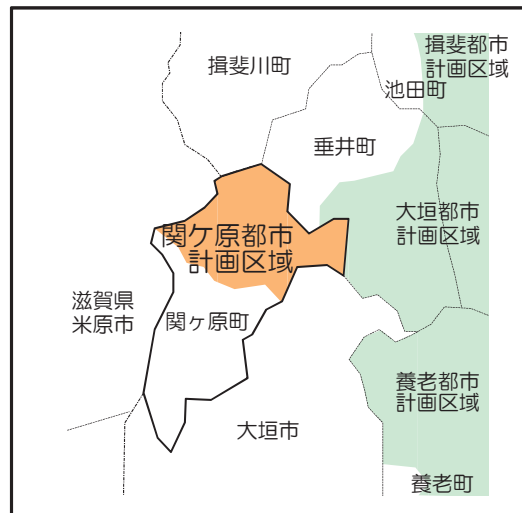 揖斐川町
揖斐都市
計画区域
池田町
垂井町
大垣都市
計画区域
関ケ原都市
計画区域
滋賀県
米原市
関ヶ原町
養老都市
計画区域
大垣市
養老町